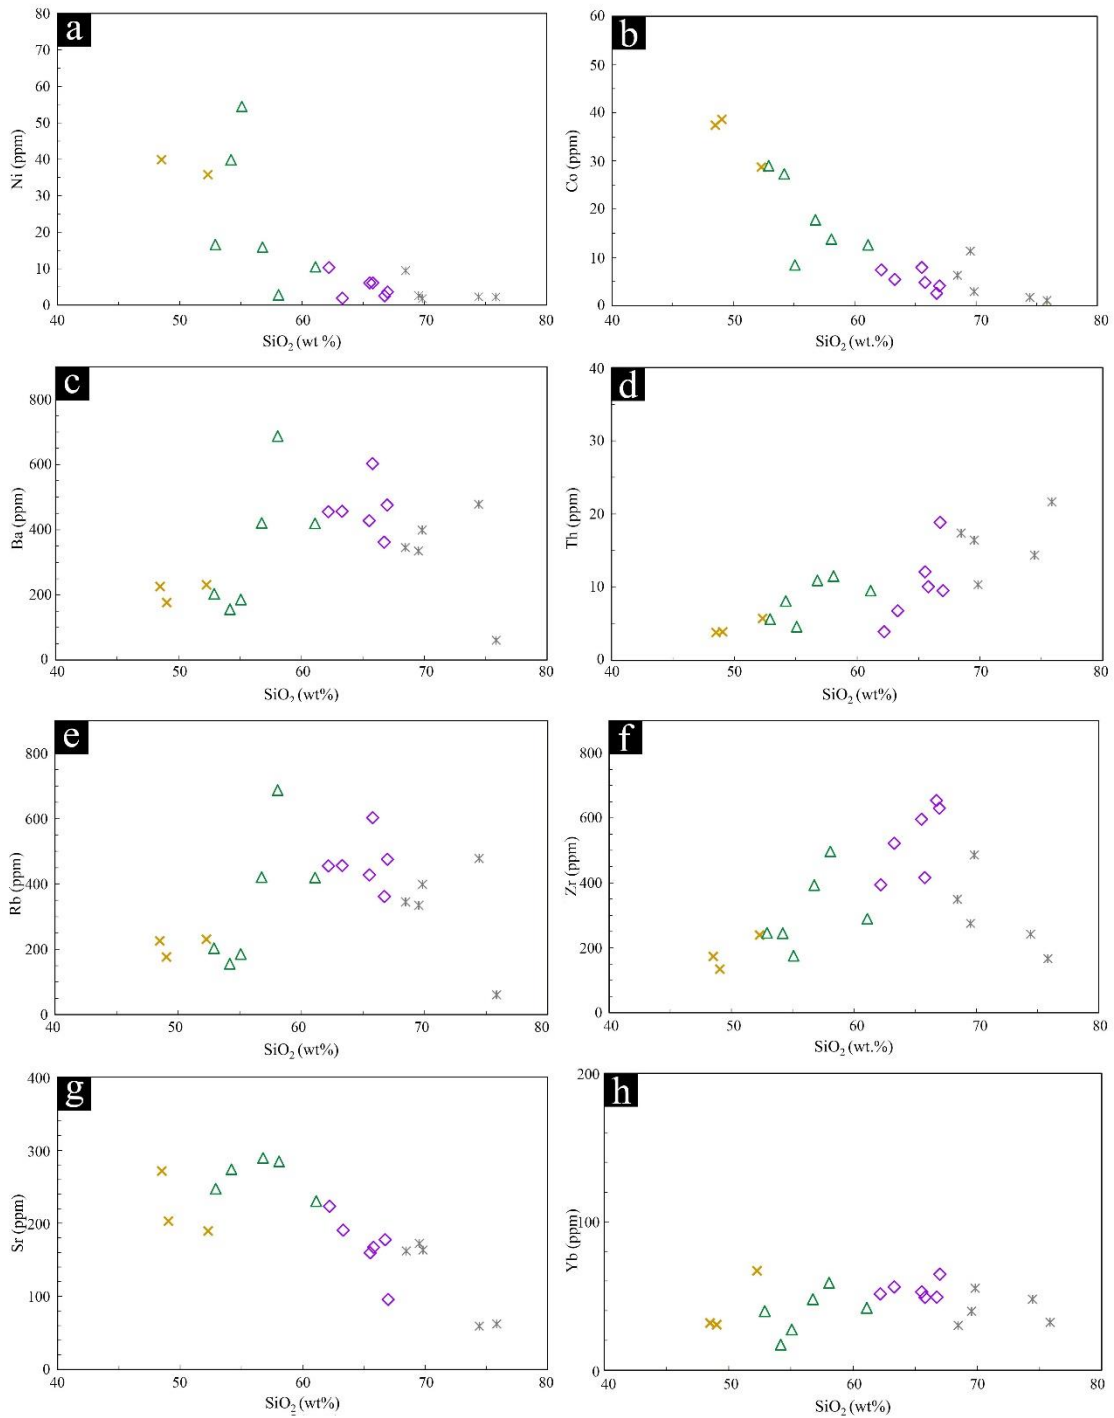 a
80
70
60
50
40
30
20
10
0
Ni (ppm)
40 50 60 70 80
SiO2 (wt %)
b
60
50
40
30
20
10
0
Co (ppm)
40 50 60 70 80
SiO2 (wt.%)
c
800
600
400
200
0
Ba (ppm)
40 50 60 70 80
SiO2 (wt%)
d
40
30
20
10
0
Th (ppm)
40 50 60 70 80
SiO2 (wt%)
e
800
600
400
200
0
Rb (ppm)
40 50 60 70 80
SiO2 (wt%)
f
800
600
400
200
0
Zr (ppm)
40 50 60 70 80
SiO2 (wt.%)
g
400
300
200
100
0
Sr (ppm)
40 50 60 70 80
SiO2 (wt%)
h
200
100
0
Yb (ppm)
40 50 60 70 80
SiO2 (wt%)